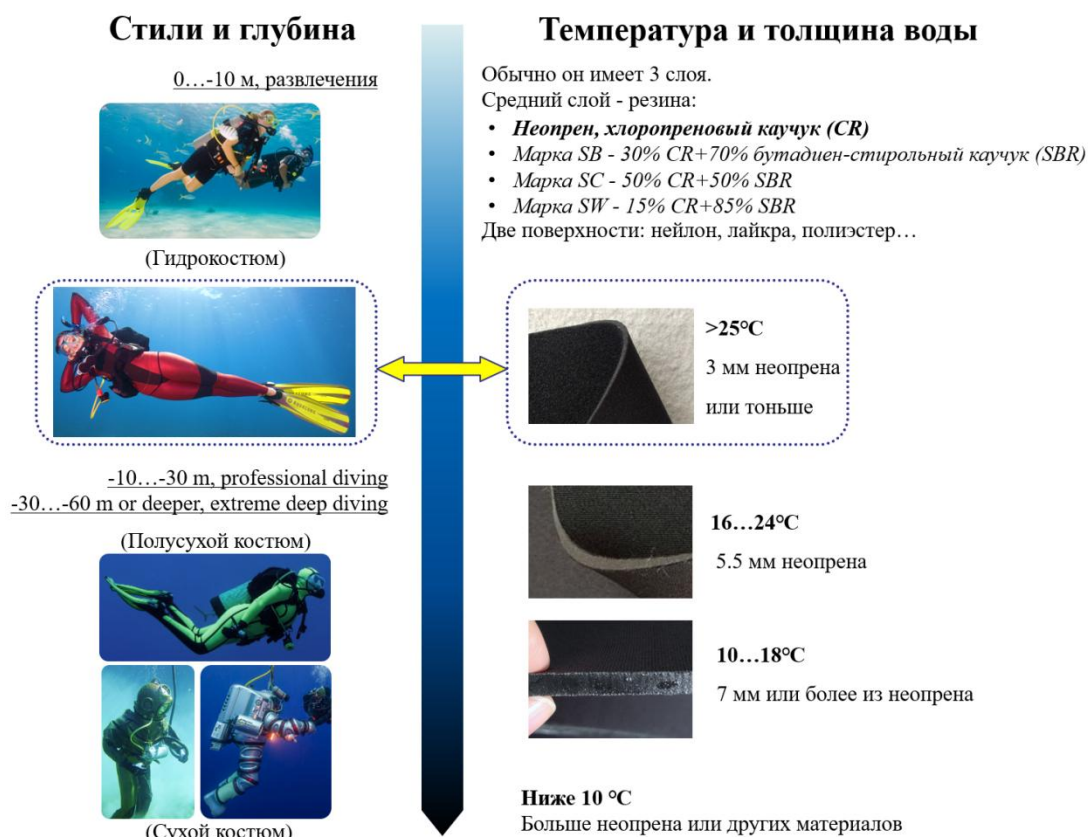 Стили и глубина
0…-10 м, развлечения
(Гидрокостюм)
-10…-30 m, professional diving
-30…-60 m or deeper, extreme deep diving
(Полусухой костюм)
(Сухой костюм)
Температура и толщина воды
Обычно он имеет 3 слоя.
Средний слой - резина:
• Неопрен, хлоропреновый каучук (CR)
• Марка SB - 30% CR+70% бутадиен-стирольный каучук (SBR)
• Марка SC - 50% CR+50% SBR
• Марка SW - 15% CR+85% SBR
Две поверхности: нейлон, лайкра, полиэстер…
>25℃
3 мм неопрена
или тоньше
16…24℃
5.5 мм неопрена
10…18℃
7 мм или более из неопрена
Ниже 10 ℃
Больше неопрена или других материалов